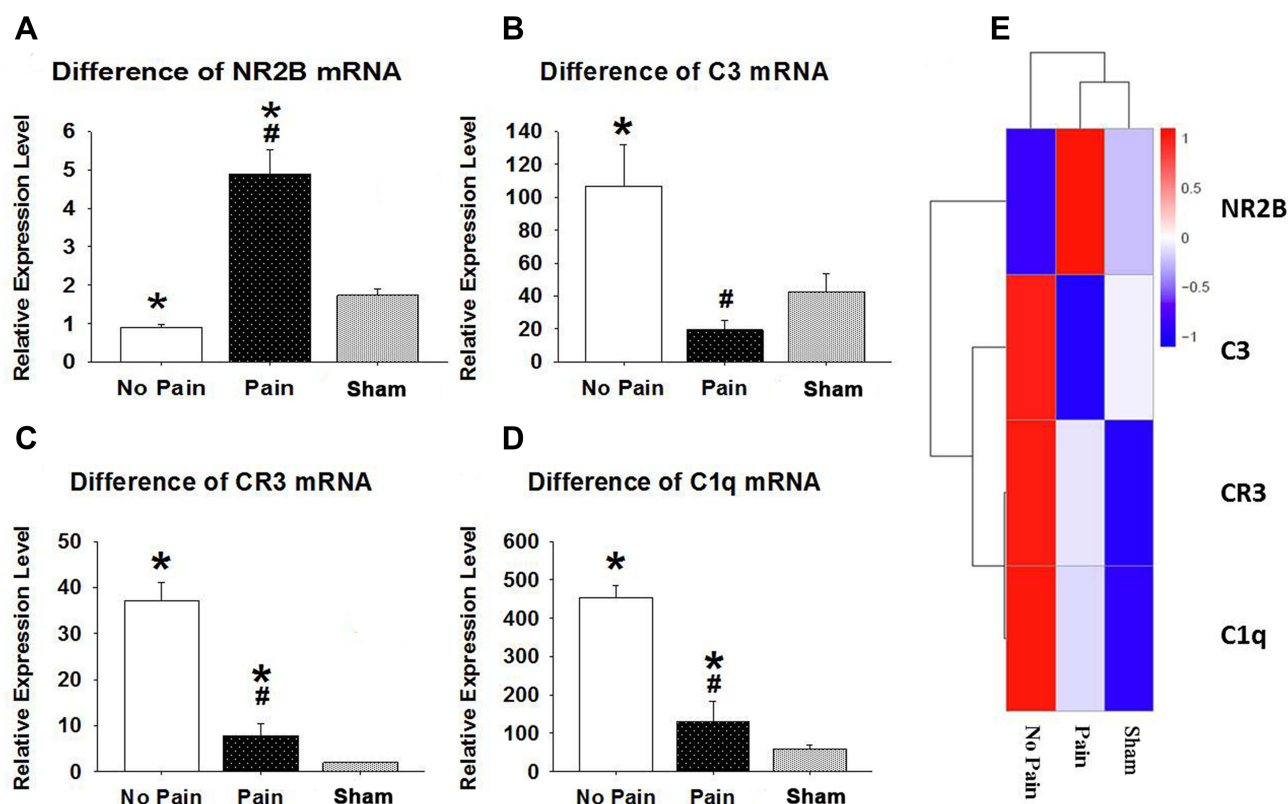 A
Difference of NR2B mRNA
Relative Expression Level
6
5
4
3
2
1
0
*
*
#
No Pain Pain Sham
B
Difference of C3 mRNA
Relative Expression Level
140
120
100
80
60
40
20
0
*
#
No Pain Pain Sham
C
Difference of CR3 mRNA
Relative Expression Level
50
40
30
20
10
0
*
*
#
No Pain Pain Sham
D
Difference of C1q mRNA
Relative Expression Level
600
500
400
300
200
100
0
*
*
#
No Pain Pain Sham
E
1
0.5
0
−0.5
−1
NR2B
C3
CR3
C1q
No Pain
Pain
Sham